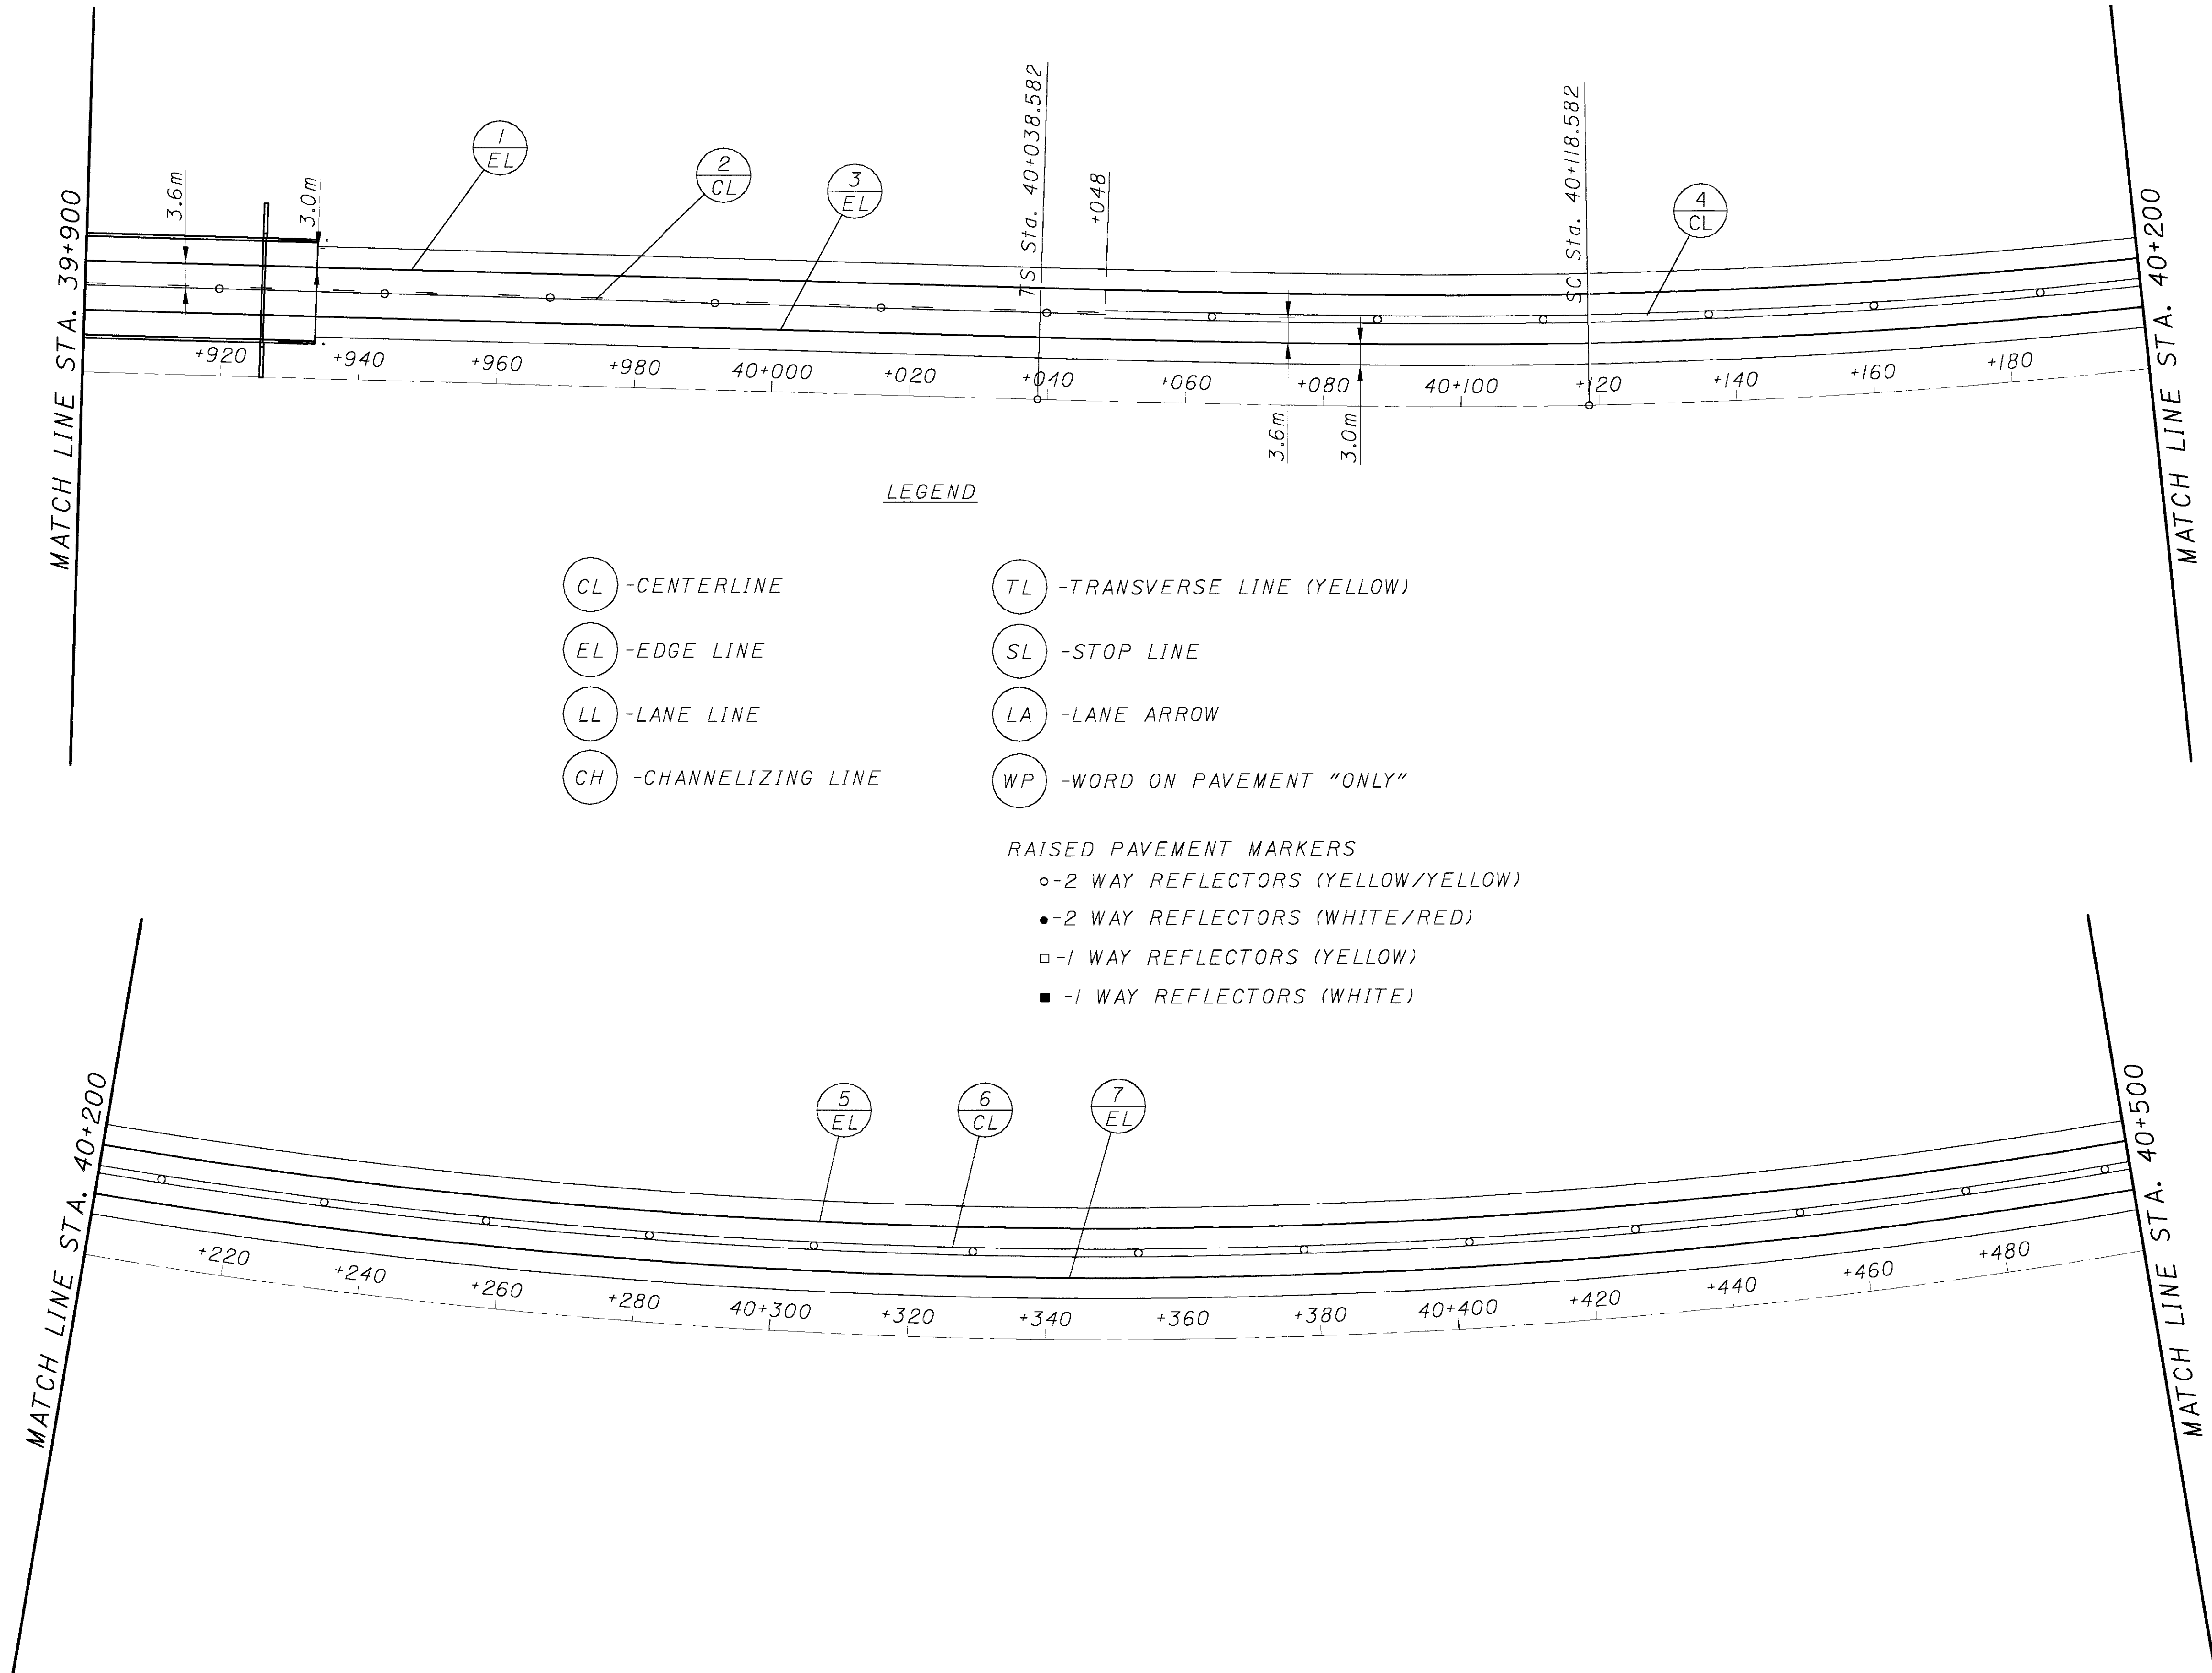 MATCH LINE STA. 39+900
3.6m
3.0m
1
EL
2
CL
3
EL
TS Sta. 40+038.582
+048
SC Sta. 40+118.582
4
CL
MATCH LINE STA. 40+200
+920
+940
+960
+980
40+000
+020
+040
+060
+080
40+100
+120
+140
+160
+180
3.6m
3.0m
LEGEND
CL -CENTERLINE
EL -EDGE LINE
LL -LANE LINE
CH -CHANNELIZING LINE
TL -TRANSVERSE LINE (YELLOW)
SL -STOP LINE
LA -LANE ARROW
WP -WORD ON PAVEMENT "ONLY"
RAISED PAVEMENT MARKERS
-2 WAY REFLECTORS (YELLOW/YELLOW)
-2 WAY REFLECTORS (WHITE/RED)
-1 WAY REFLECTORS (YELLOW)
-1 WAY REFLECTORS (WHITE)
MATCH LINE STA. 40+200
5
EL
6
CL
7
EL
MATCH LINE STA. 40+500
+220
+240
+260
+280
40+300
+320
+340
+360
+380
40+400
+420
+440
+460
+480